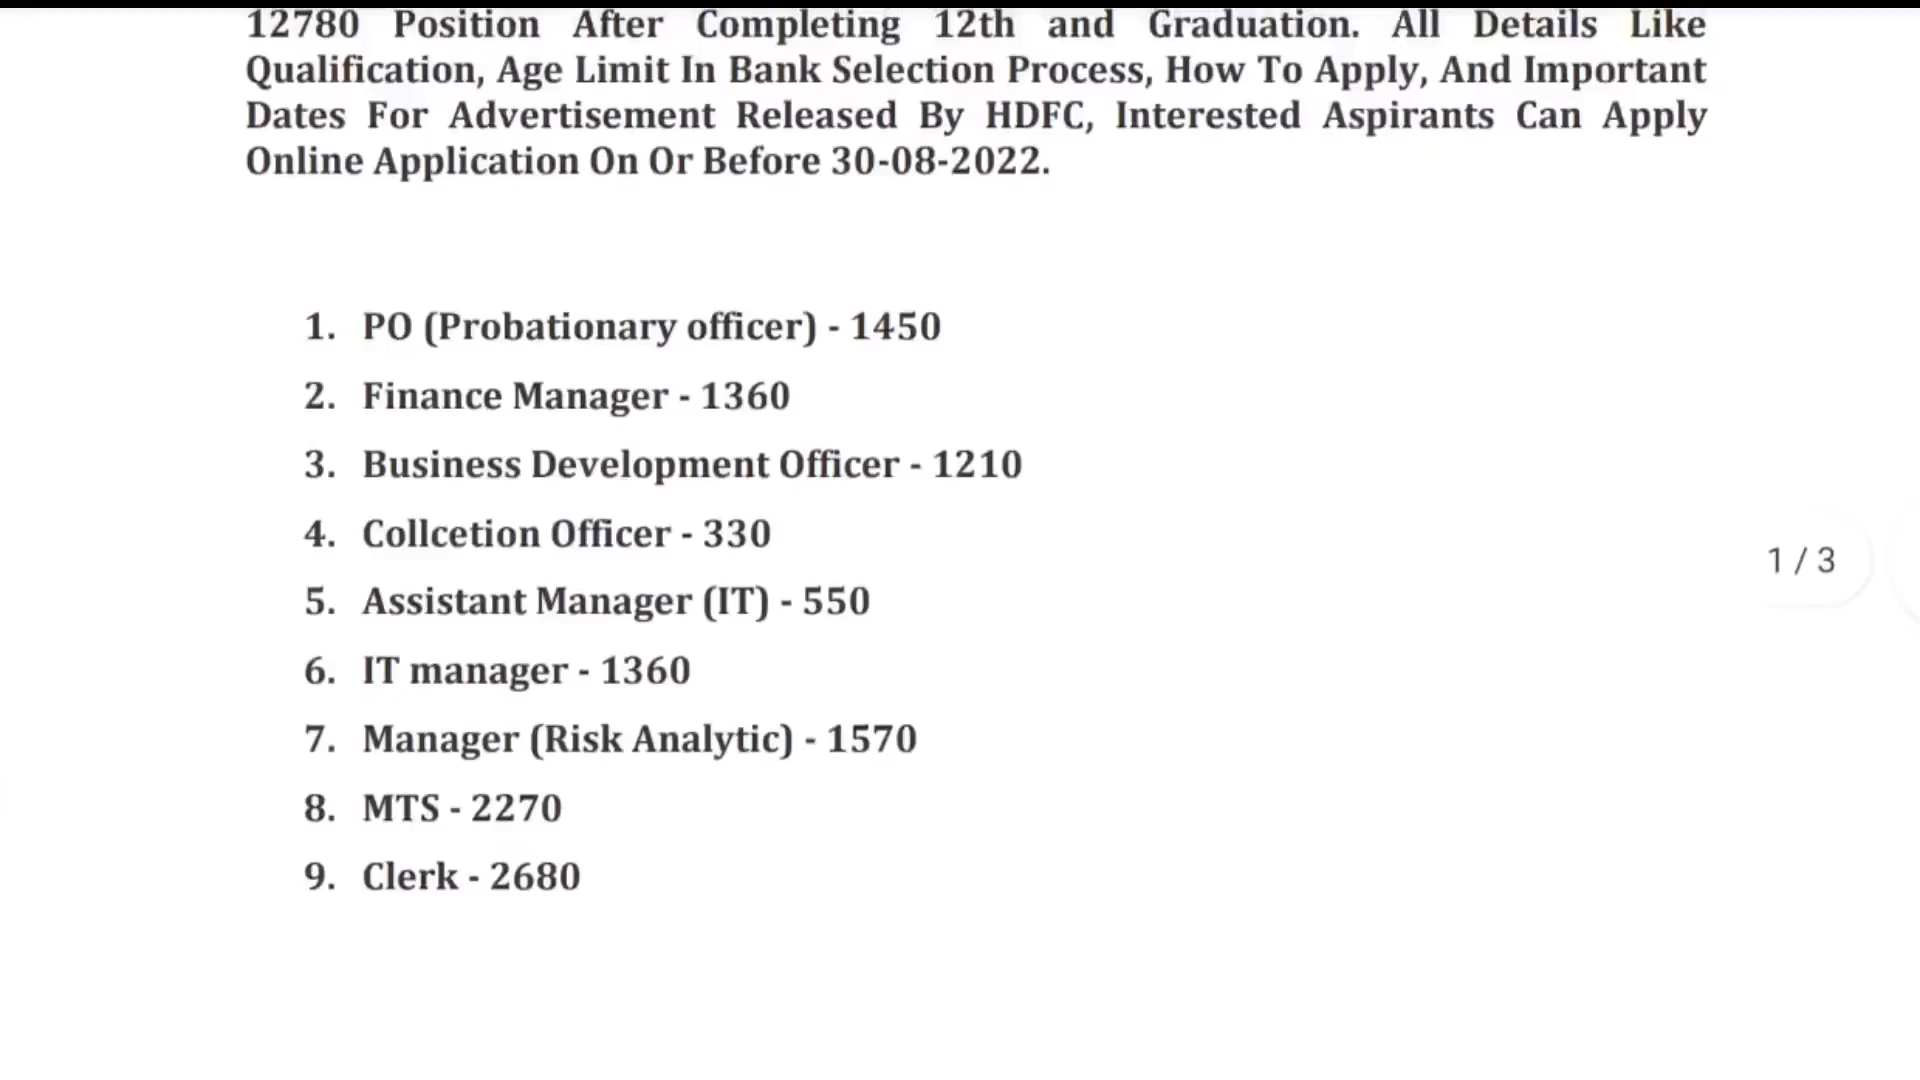 12780 Position After Completing 12th and Graduation. All Details Like
Qualification, Age Limit In Bank Selection Process, How To Apply, And Important
Dates For Advertisement Released By HDFC, Interested Aspirants Can Apply
Online Application On Or Before 30-08-2022.
1. PO (Probationary officer) - 1450
2. Finance Manager - 1360
3. Business Development Officer - 1210
4. Collcetion Officer - 330
5. Assistant Manager (IT) - 550
6. IT manager - 1360
7. Manager (Risk Analytic) - 1570
8. MTS - 2270
9. Clerk - 2680
1 / 3